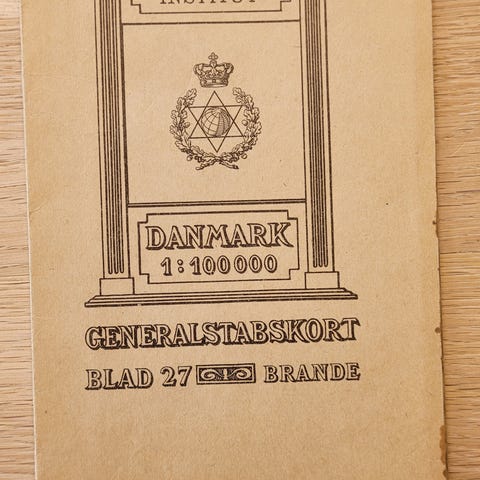 INSTITUT
DANMARK
1:100000
GENERALSTABSKORT
BLAD 27 BRANDE